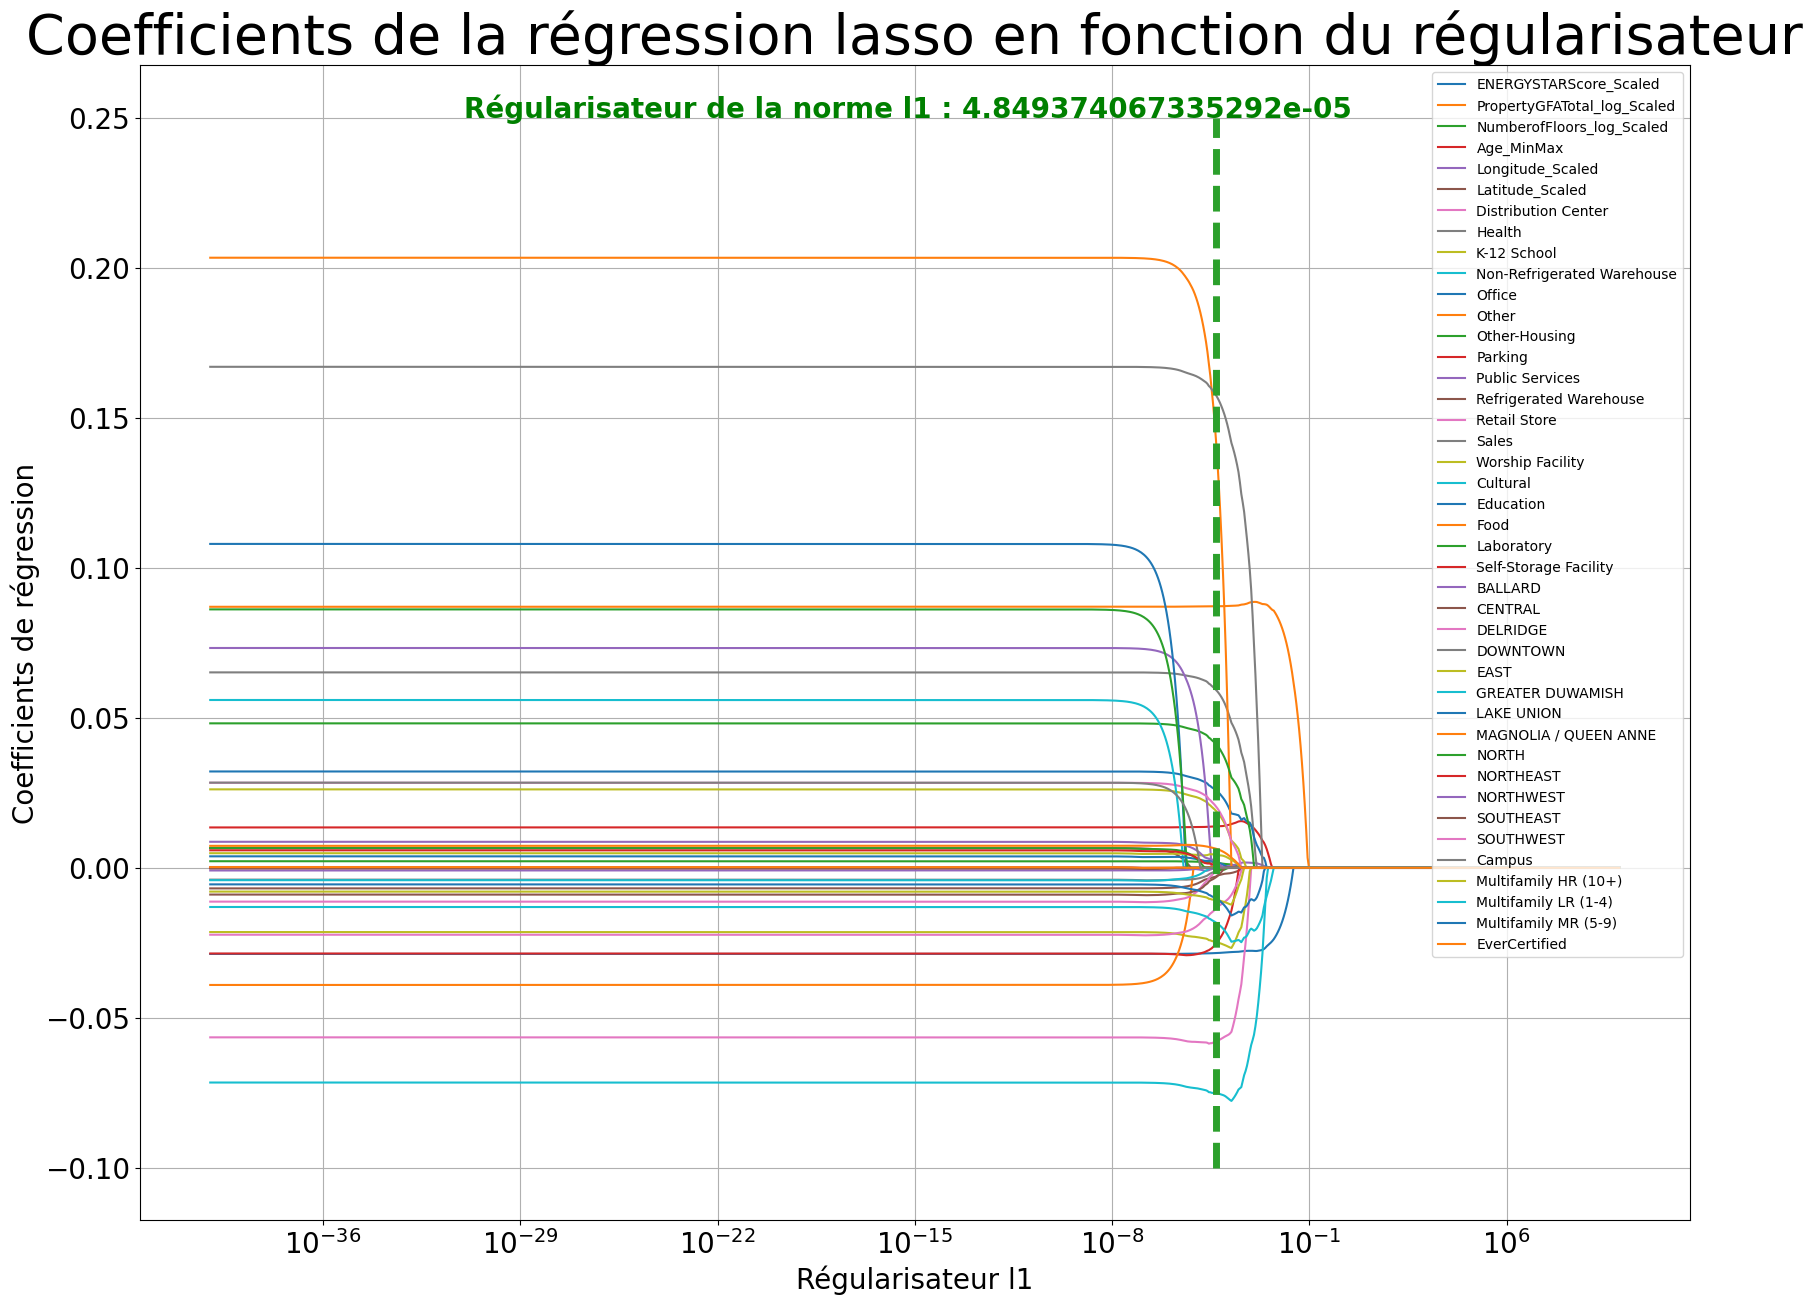 Coefficients de la régression lasso en fonction du régularisateur
Régularisateur de la norme l1 : 4.849374067335292e-05
Coefficients de régression
0.25
0.20
0.15
0.10
0.05
0.00
−0.05
−0.10
10⁻³⁶
10⁻²⁹
10⁻²²
10⁻¹⁵
10⁻⁸
10⁻¹
10⁶
Régularisateur l1
ENERGYSTARScore_Scaled
PropertyGFATotal_log_Scaled
NumberofFloors_log_Scaled
Age_MinMax
Longitude_Scaled
Latitude_Scaled
Distribution Center
Health
K-12 School
Non-Refrigerated Warehouse
Office
Other
Other-Housing
Parking
Public Services
Refrigerated Warehouse
Retail Store
Sales
Worship Facility
Cultural
Education
Food
Laboratory
Self-Storage Facility
BALLARD
CENTRAL
DELRIDGE
DOWNTOWN
EAST
GREATER DUWAMISH
LAKE UNION
MAGNOLIA / QUEEN ANNE
NORTH
NORTHEAST
NORTHWEST
SOUTHEAST
SOUTHWEST
Campus
Multifamily HR (10+)
Multifamily LR (1-4)
Multifamily MR (5-9)
EverCertified